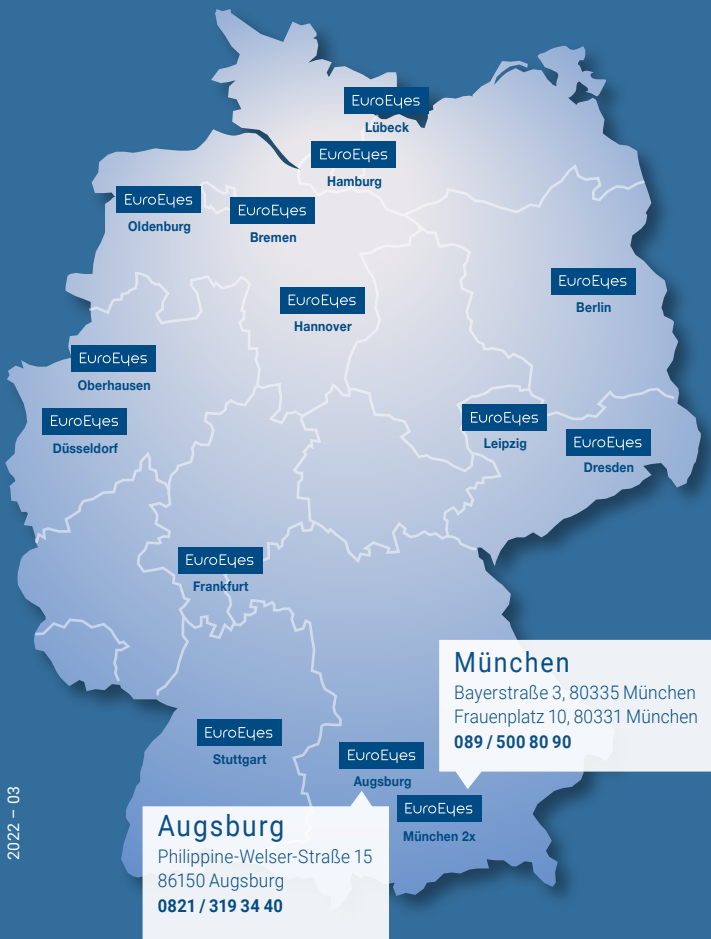 EuroEyes
Lübeck
EuroEyes
Hamburg
EuroEyes
Oldenburg
EuroEyes
Bremen
EuroEyes
Berlin
EuroEyes
Hannover
EuroEyes
Oberhausen
EuroEyes
Düsseldorf
EuroEyes
Leipzig
EuroEyes
Dresden
EuroEyes
Frankfurt
München
Bayerstraße 3, 80335 München
Frauenplatz 10, 80331 München
089 / 500 80 90
EuroEyes
Stuttgart
EuroEyes
Augsburg
EuroEyes
München 2x
Augsburg
Philippine-Welser-Straße 15
86150 Augsburg
0821 / 319 34 40
2022 – 03